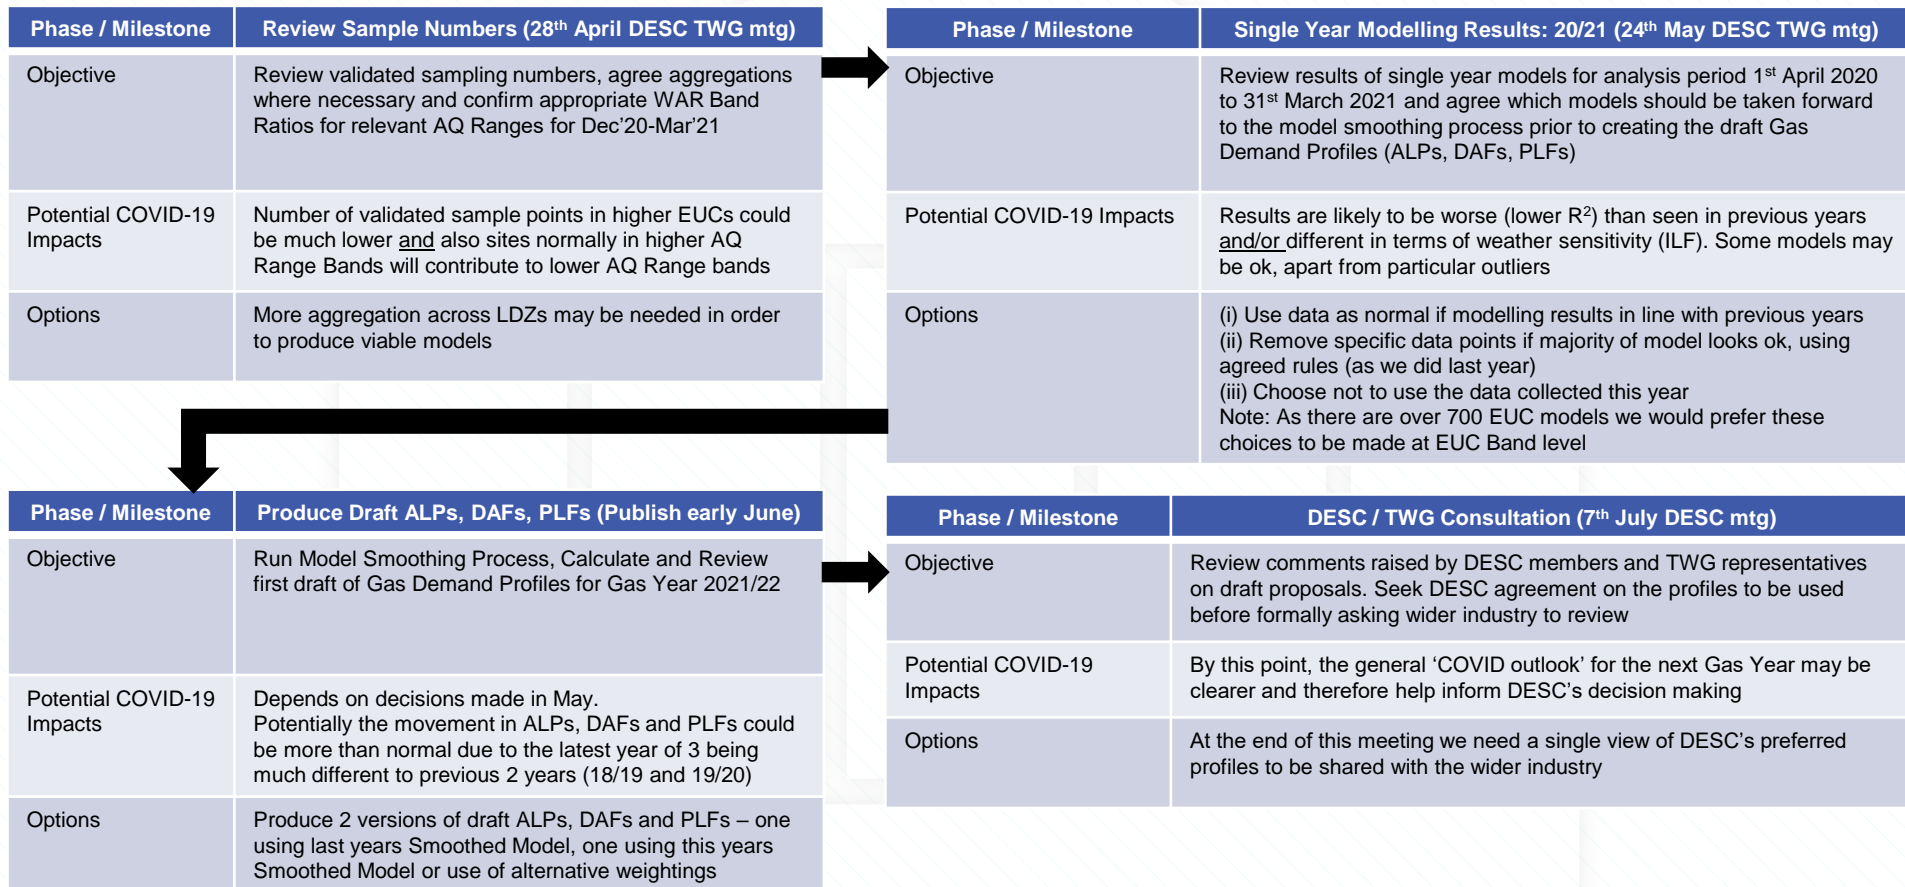 Phase / Milestone
Review Sample Numbers (28th April DESC TWG mtg)
Objective
Review validated sampling numbers, agree aggregations
where necessary and confirm appropriate WAR Band
Ratios for relevant AQ Ranges for Dec'20-Mar'21
Potential COVID-19
Impacts
Number of validated sample points in higher EUCs could
be much lower and also sites normally in higher AQ
Range Bands will contribute to lower AQ Range bands
Options
More aggregation across LDZs may be needed in order
to produce viable models
Phase / Milestone
Single Year Modelling Results: 20/21 (24th May DESC TWG mtg)
Objective
Review results of single year models for analysis period 1st April 2020
to 31st March 2021 and agree which models should be taken forward
to the model smoothing process prior to creating the draft Gas
Demand Profiles (ALPs, DAFs, PLFs)
Potential COVID-19 Impacts
Results are likely to be worse (lower R2) than seen in previous years
and/or different in terms of weather sensitivity (ILF). Some models may
be ok, apart from particular outliers
Options
(i) Use data as normal if modelling results in line with previous years
(ii) Remove specific data points if majority of model looks ok, using
agreed rules (as we did last year)
(iii) Choose not to use the data collected this year
Note: As there are over 700 EUC models we would prefer these
choices to be made at EUC Band level
Phase / Milestone
Produce Draft ALPs, DAFs, PLFs (Publish early June)
Objective
Run Model Smoothing Process, Calculate and Review
first draft of Gas Demand Profiles for Gas Year 2021/22
Potential COVID-19
Impacts
Depends on decisions made in May.
Potentially the movement in ALPs, DAFs and PLFs could
be more than normal due to the latest year of 3 being
much different to previous 2 years (18/19 and 19/20)
Options
Produce 2 versions of draft ALPs, DAFs and PLFs – one
using last years Smoothed Model, one using this years
Smoothed Model or use of alternative weightings
Phase / Milestone
DESC / TWG Consultation (7th July DESC mtg)
Objective
Review comments raised by DESC members and TWG representatives
on draft proposals. Seek DESC agreement on the profiles to be used
before formally asking wider industry to review
Potential COVID-19
Impacts
By this point, the general 'COVID outlook' for the next Gas Year may be
clearer and therefore help inform DESC's decision making
Options
At the end of this meeting we need a single view of DESC's preferred
profiles to be shared with the wider industry